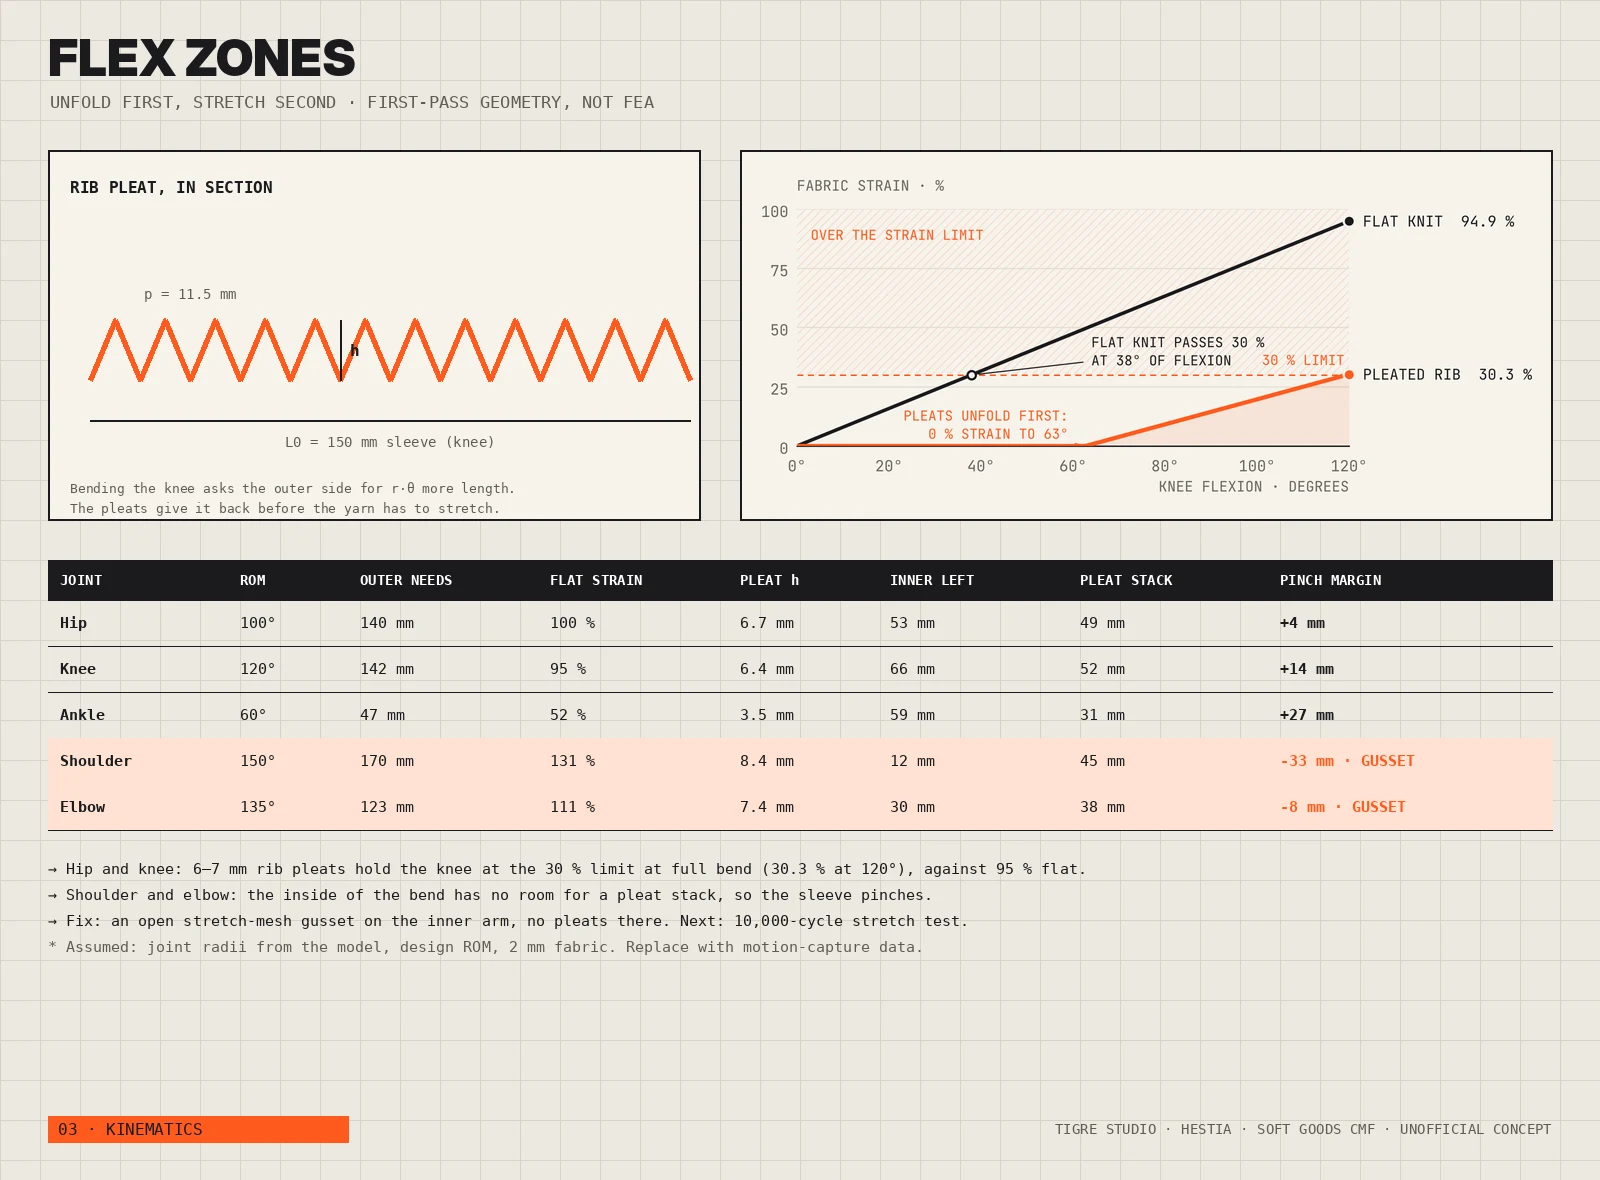 FLEX ZONES
UNFOLD FIRST, STRETCH SECOND · FIRST-PASS GEOMETRY, NOT FEA
RIB PLEAT, IN SECTION
p = 11.5 mm
h
L0 = 150 mm sleeve (knee)
Bending the knee asks the outer side for r·θ more length.
The pleats give it back before the yarn has to stretch.
FABRIC STRAIN · %
100
75
50
25
0
OVER THE STRAIN LIMIT
FLAT KNIT 94.9 %
FLAT KNIT PASSES 30 %
AT 38° OF FLEXION
30 % LIMIT
PLEATED RIB 30.3 %
PLEATS UNFOLD FIRST:
0 % STRAIN TO 63°
0° 20° 40° 60° 80° 100° 120°
KNEE FLEXION · DEGREES
JOINT ROM OUTER NEEDS FLAT STRAIN PLEAT h INNER LEFT PLEAT STACK PINCH MARGIN
Hip 100° 140 mm 100 % 6.7 mm 53 mm 49 mm +4 mm
Knee 120° 142 mm 95 % 6.4 mm 66 mm 52 mm +14 mm
Ankle 60° 47 mm 52 % 3.5 mm 59 mm 31 mm +27 mm
Shoulder 150° 170 mm 131 % 8.4 mm 12 mm 45 mm -33 mm · GUSSET
Elbow 135° 123 mm 111 % 7.4 mm 30 mm 38 mm -8 mm · GUSSET
→ Hip and knee: 6–7 mm rib pleats hold the knee at the 30 % limit at full bend (30.3 % at 120°), against 95 % flat.
→ Shoulder and elbow: the inside of the bend has no room for a pleat stack, so the sleeve pinches.
→ Fix: an open stretch-mesh gusset on the inner arm, no pleats there. Next: 10,000-cycle stretch test.
* Assumed: joint radii from the model, design ROM, 2 mm fabric. Replace with motion-capture data.
03 · KINEMATICS
TIGRE STUDIO · HESTIA · SOFT GOODS CMF · UNOFFICIAL CONCEPT